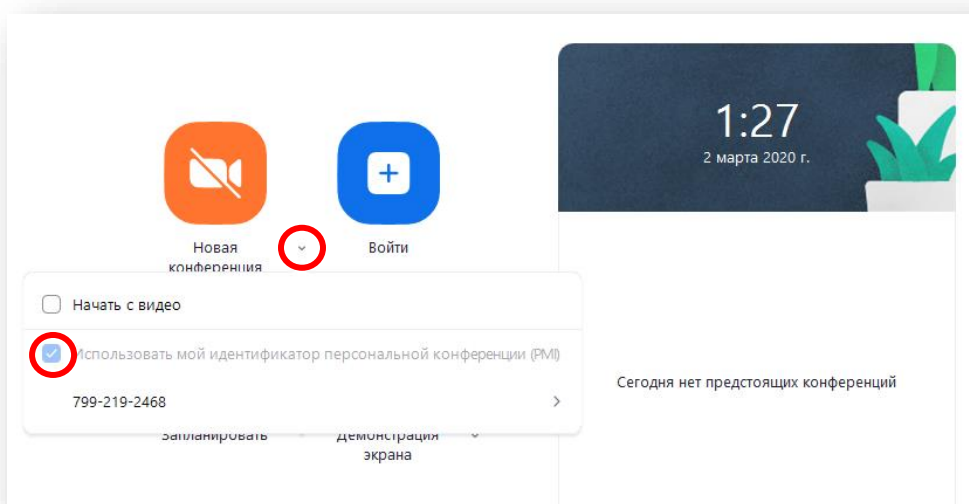 1:27
2 марта 2020 г.
Новая
конференция
Войти
Начать с видео
Использовать мой идентификатор персональной конференции (PMI)
799-219-2468
Запланировать
Демонстрация
экрана
Сегодня нет предстоящих конференций